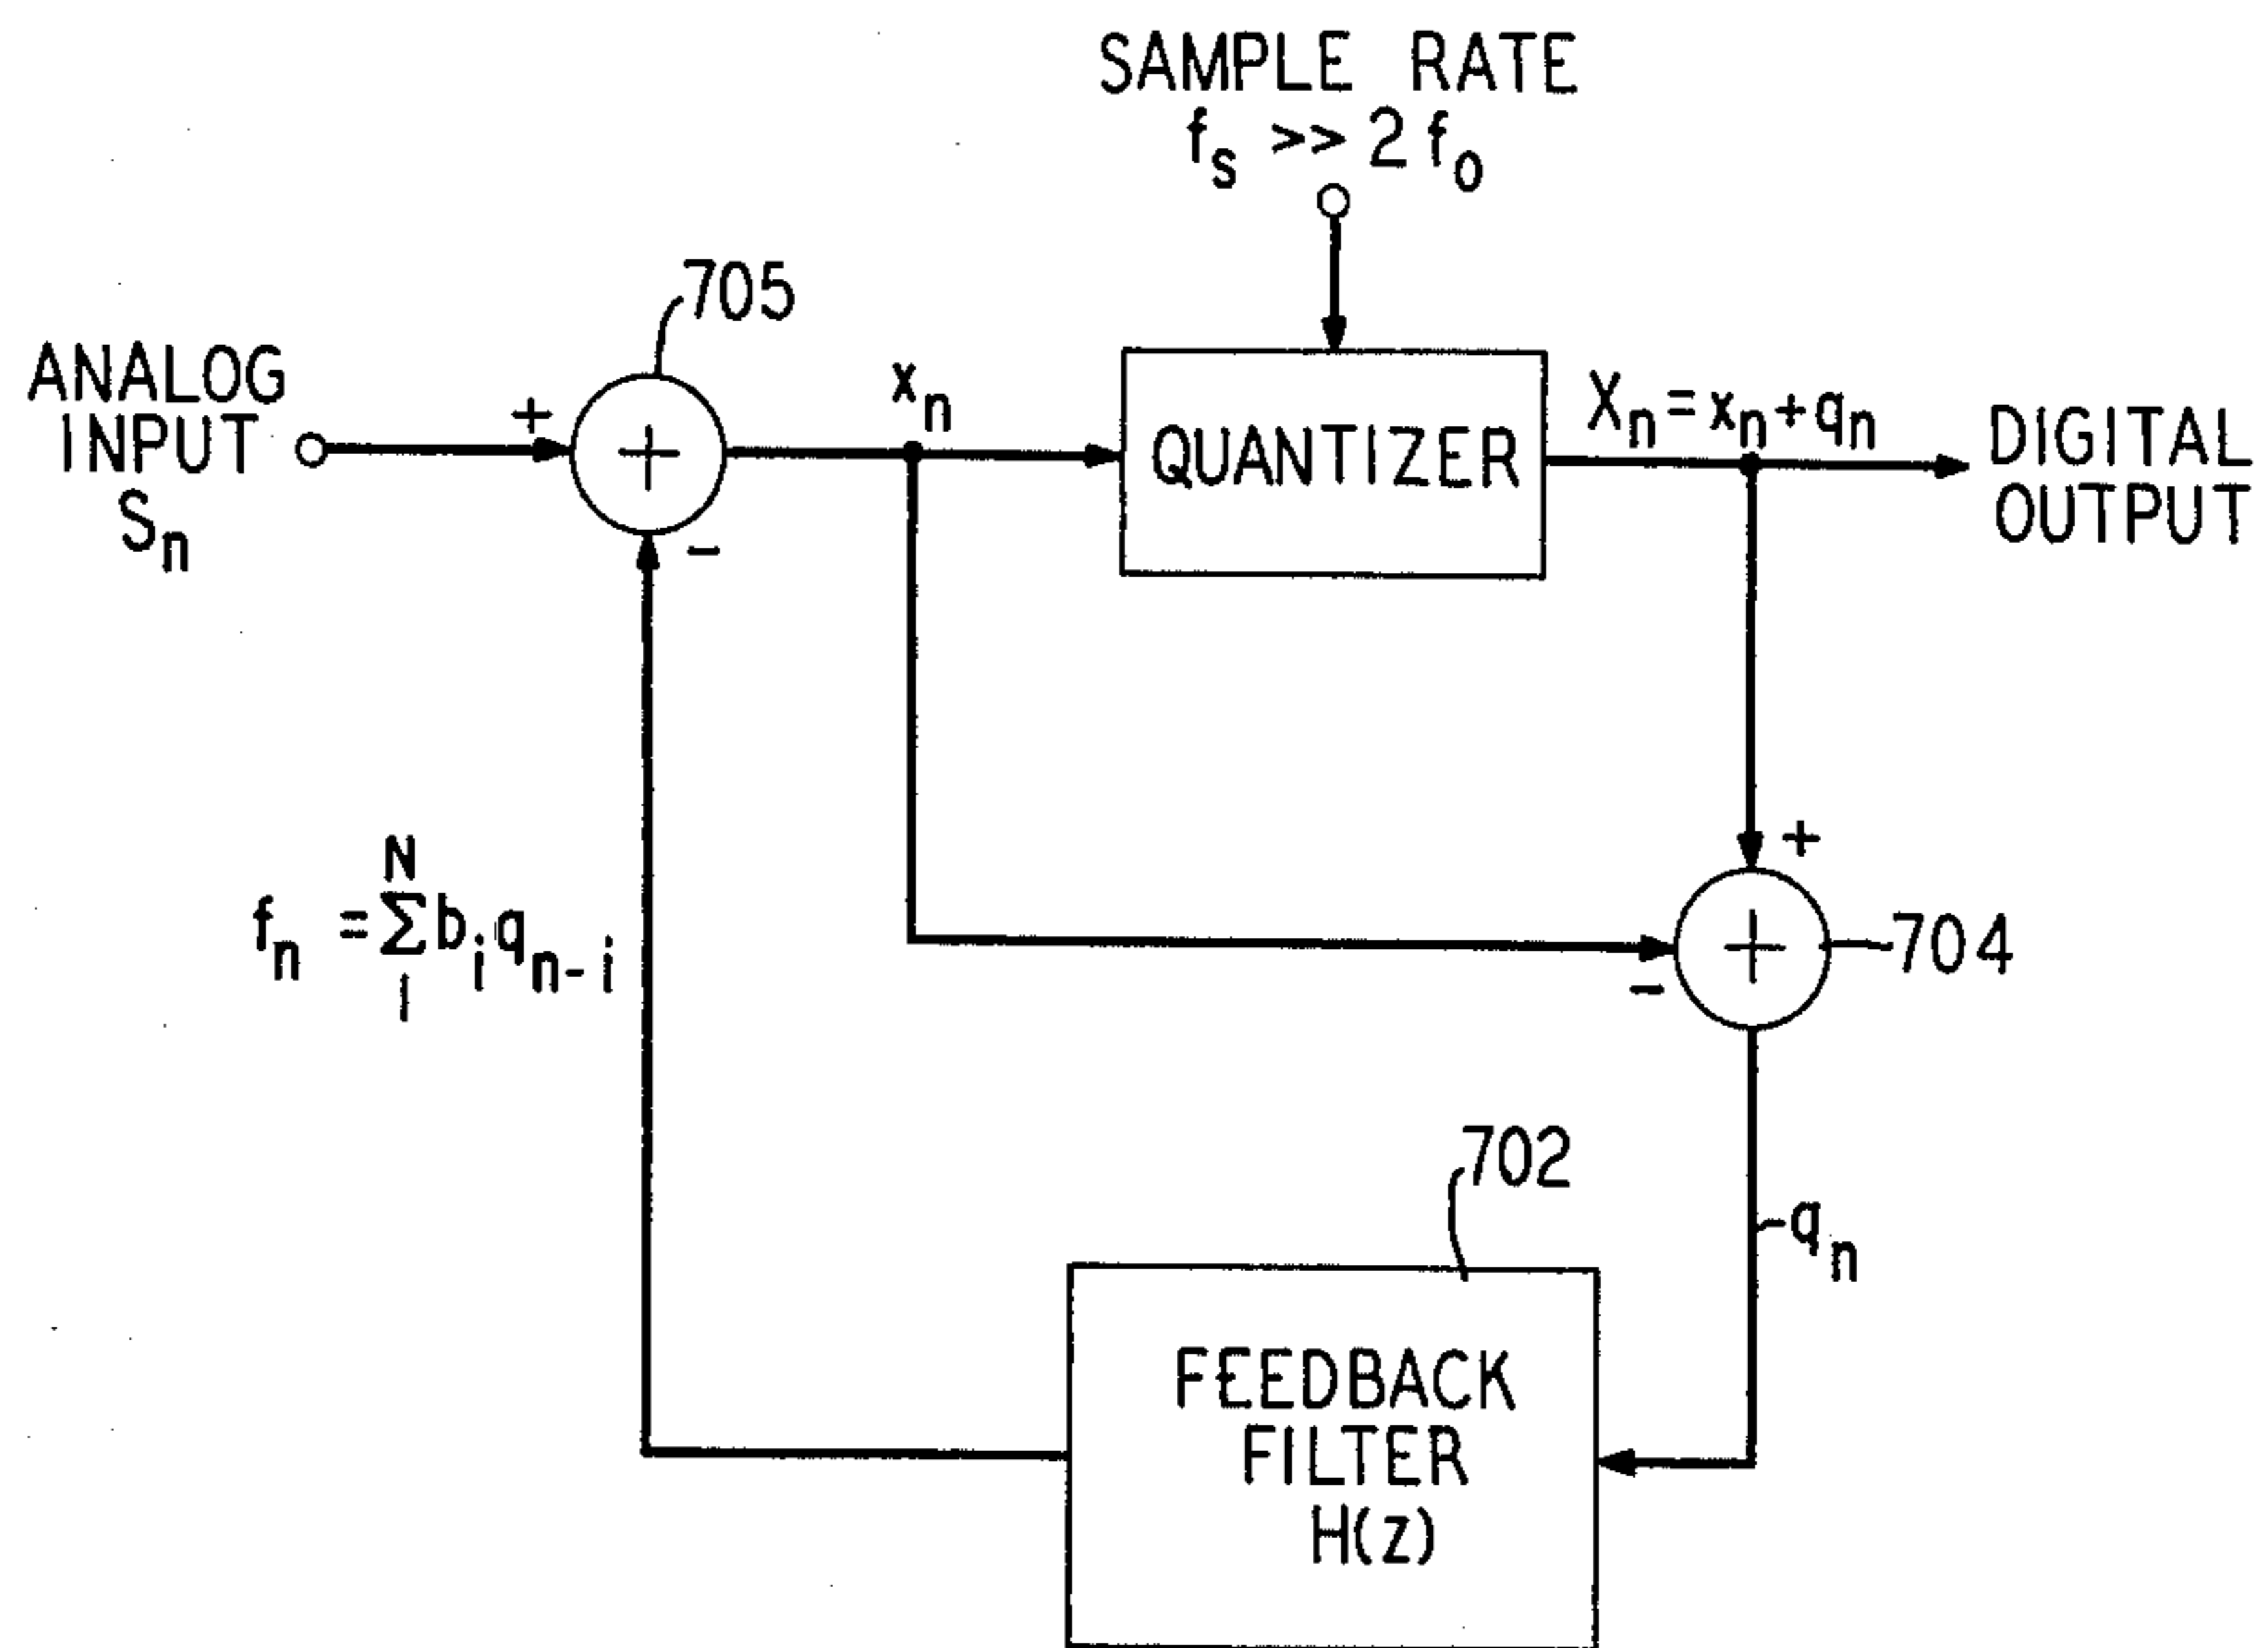 SAMPLE RATE
f_s >> 2 f_o
705
ANALOG
INPUT
S_n
+
+
-
x_n
QUANTIZER
X_n = x_n + q_n
DIGITAL
OUTPUT
f_n = N Σ 1 b_i q_{n-i}
+
+
-
704
702
q_n
FEEDBACK
FILTER
H(Z)